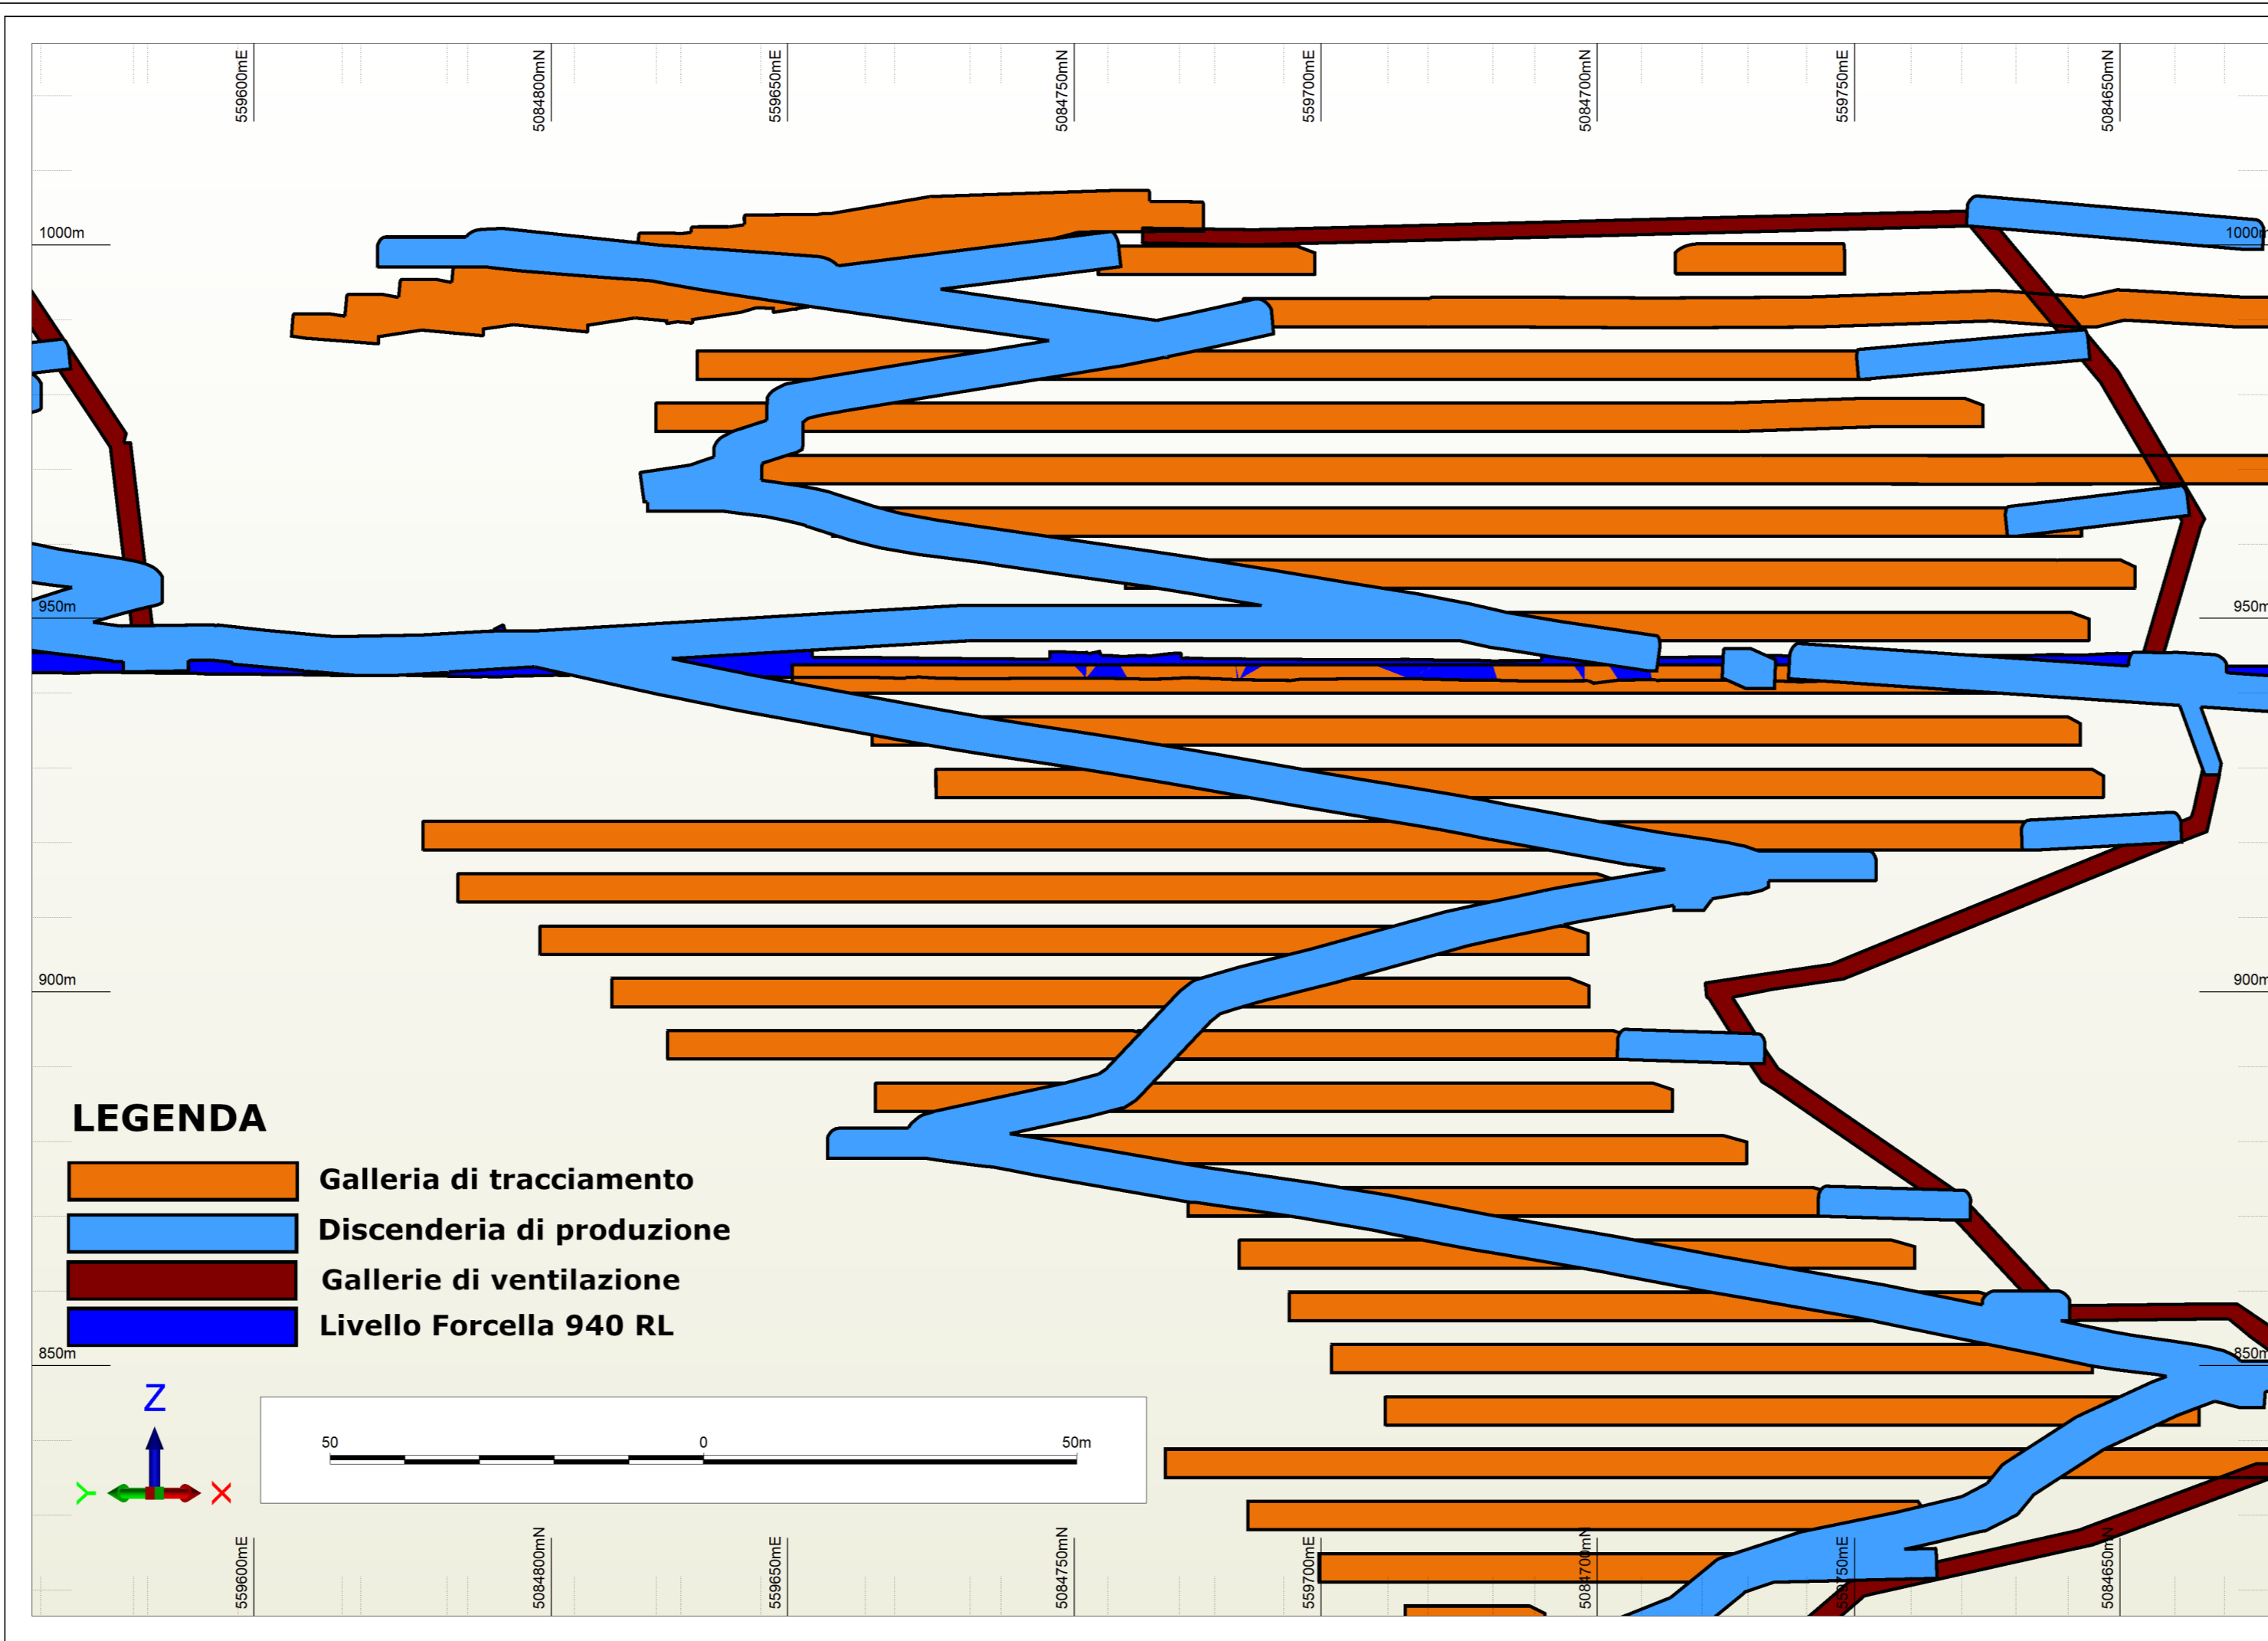 559600mE
5084800mN
559650mE
5084750mN
559700mE
5084700mN
559750mE
5084650mN
1000m
1000m
950m
950m
900m
900m
LEGENDA
Galleria di tracciamento
Discenderia di produzione
Gallerie di ventilazione
Livello Forcella 940 RL
850m
850m
Z
Y
X
50 0 50m
559600mE
5084800mN
559650mE
5084750mN
559700mE
5084700mN
559750mE
5084650mN